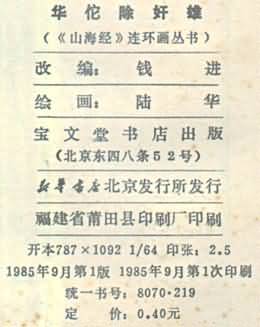 华佗除奸雄
(《山海经》连环画丛书)
改编：钱进
绘画：陆华
宝文堂书店出版
(北京东四八条52号)
新华书店北京发行所发行
福建省莆田县印刷厂印刷
开本787×1092 1/64 印张：2.5
1985年9月第1版 1985年9月第1次印刷
统一书号：8070·219
定价：0.40元